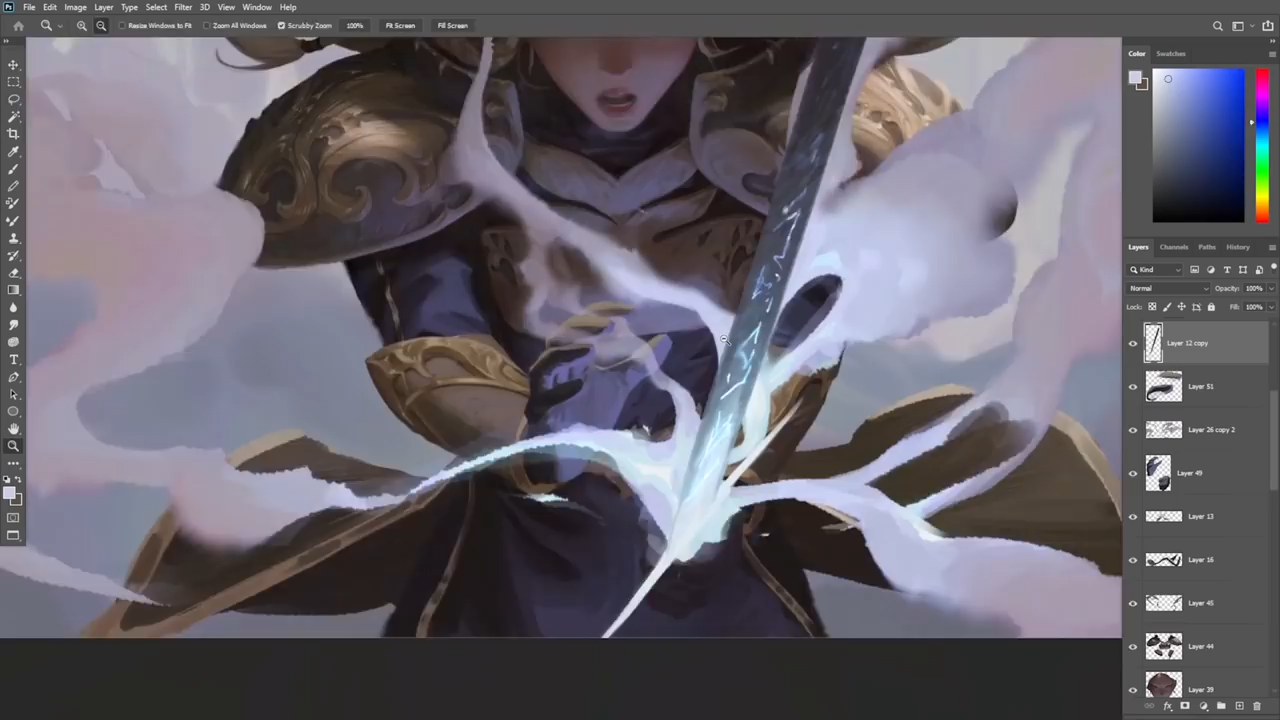 Ps File Edit Image Layer Type Select Filter 3D View Window Help
Resize Windows to Fit Zoom All Windows Scrubby Zoom 100% Fit Screen Fill Screen
Color Swatches
Layers Channels Paths History
Kind
Normal Opacity: 100%
Lock: Fill: 100%
Layer 12 copy
Layer 51
Layer 26 copy 2
Layer 49
Layer 13
Layer 16
Layer 45
Layer 44
Layer 39
fx